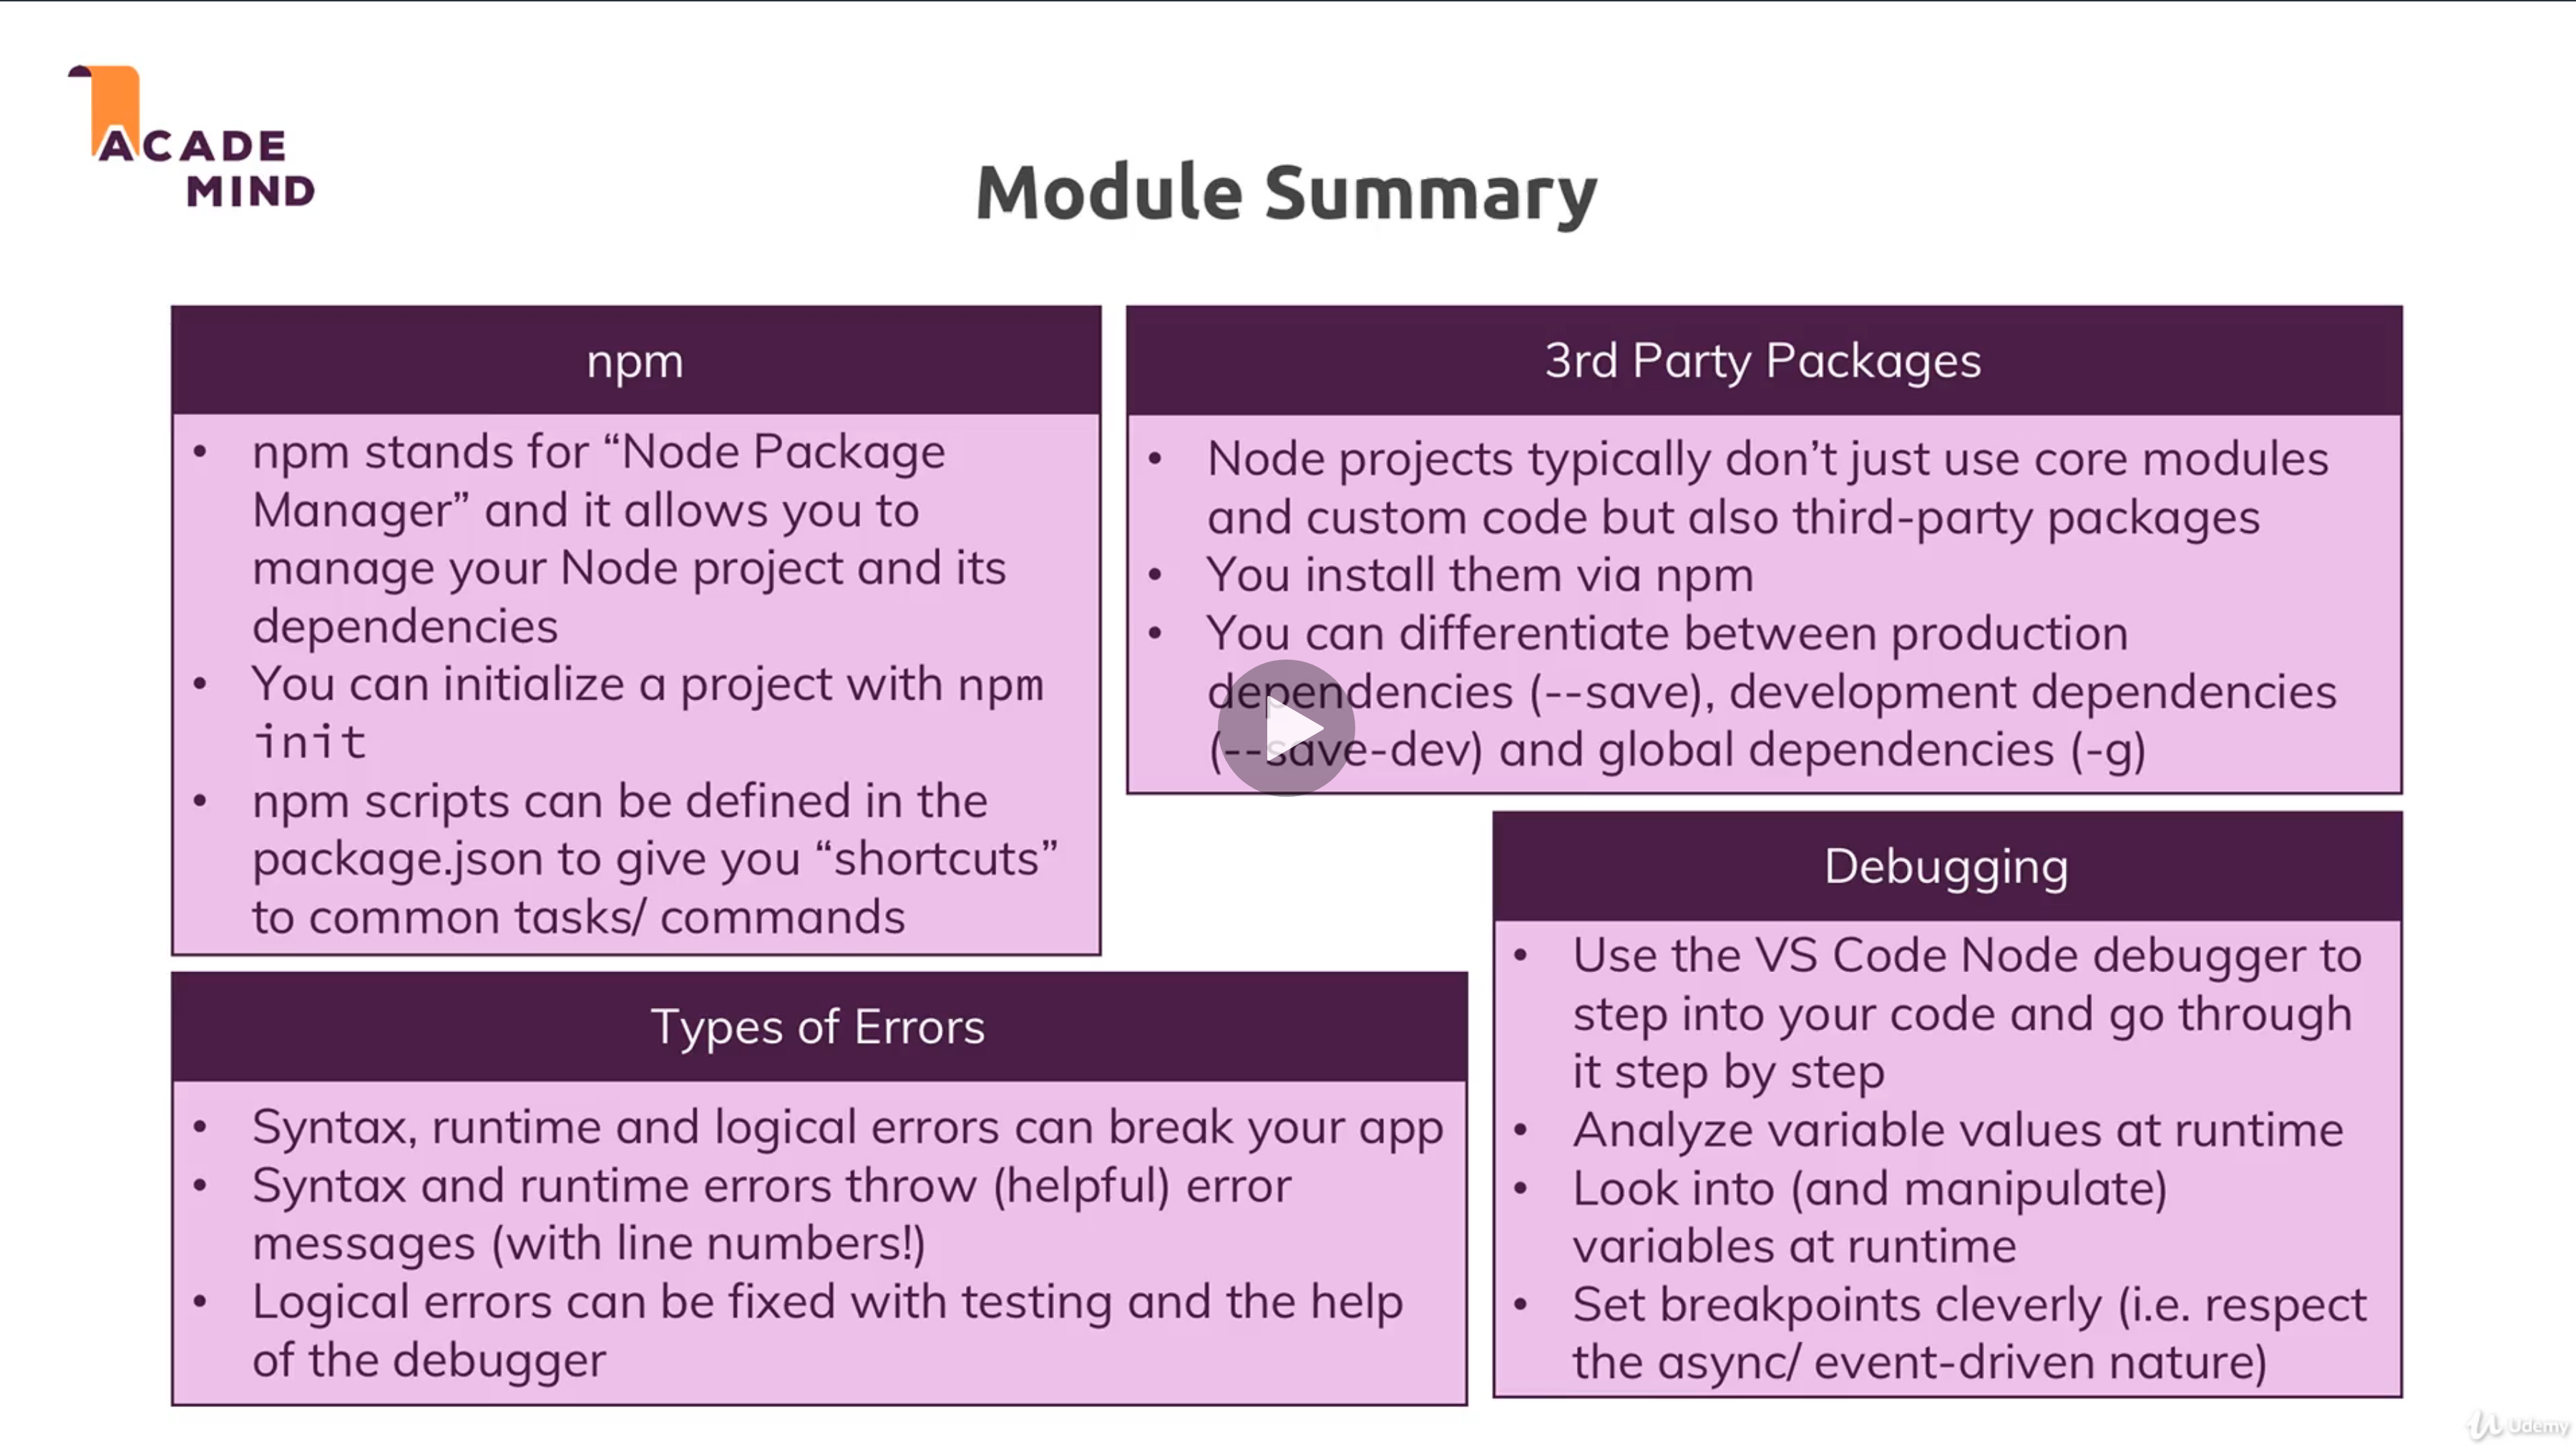 ACADE
MIND
Module Summary
npm
• npm stands for “Node Package
Manager” and it allows you to
manage your Node project and its
dependencies
• You can initialize a project with npm
init
• npm scripts can be defined in the
package.json to give you “shortcuts”
to common tasks/ commands
3rd Party Packages
• Node projects typically don’t just use core modules
and custom code but also third-party packages
• You install them via npm
• You can differentiate between production
dependencies (--save), development dependencies
(--save-dev) and global dependencies (-g)
Types of Errors
• Syntax, runtime and logical errors can break your app
• Syntax and runtime errors throw (helpful) error
messages (with line numbers!)
• Logical errors can be fixed with testing and the help
of the debugger
Debugging
• Use the VS Code Node debugger to
step into your code and go through
it step by step
• Analyze variable values at runtime
• Look into (and manipulate)
variables at runtime
• Set breakpoints cleverly (i.e. respect
the async/ event-driven nature)
Udemy